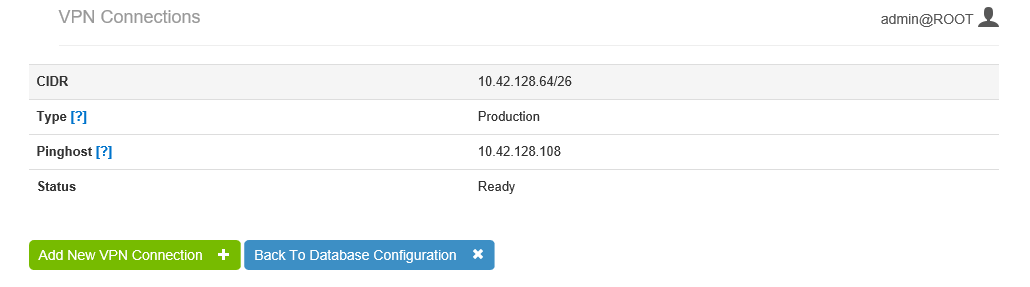 VPN Connections
admin@ROOT
CIDR 10.42.128.64/26
Type [?] Production
Pinghost [?] 10.42.128.108
Status Ready
Add New VPN Connection Back To Database Configuration